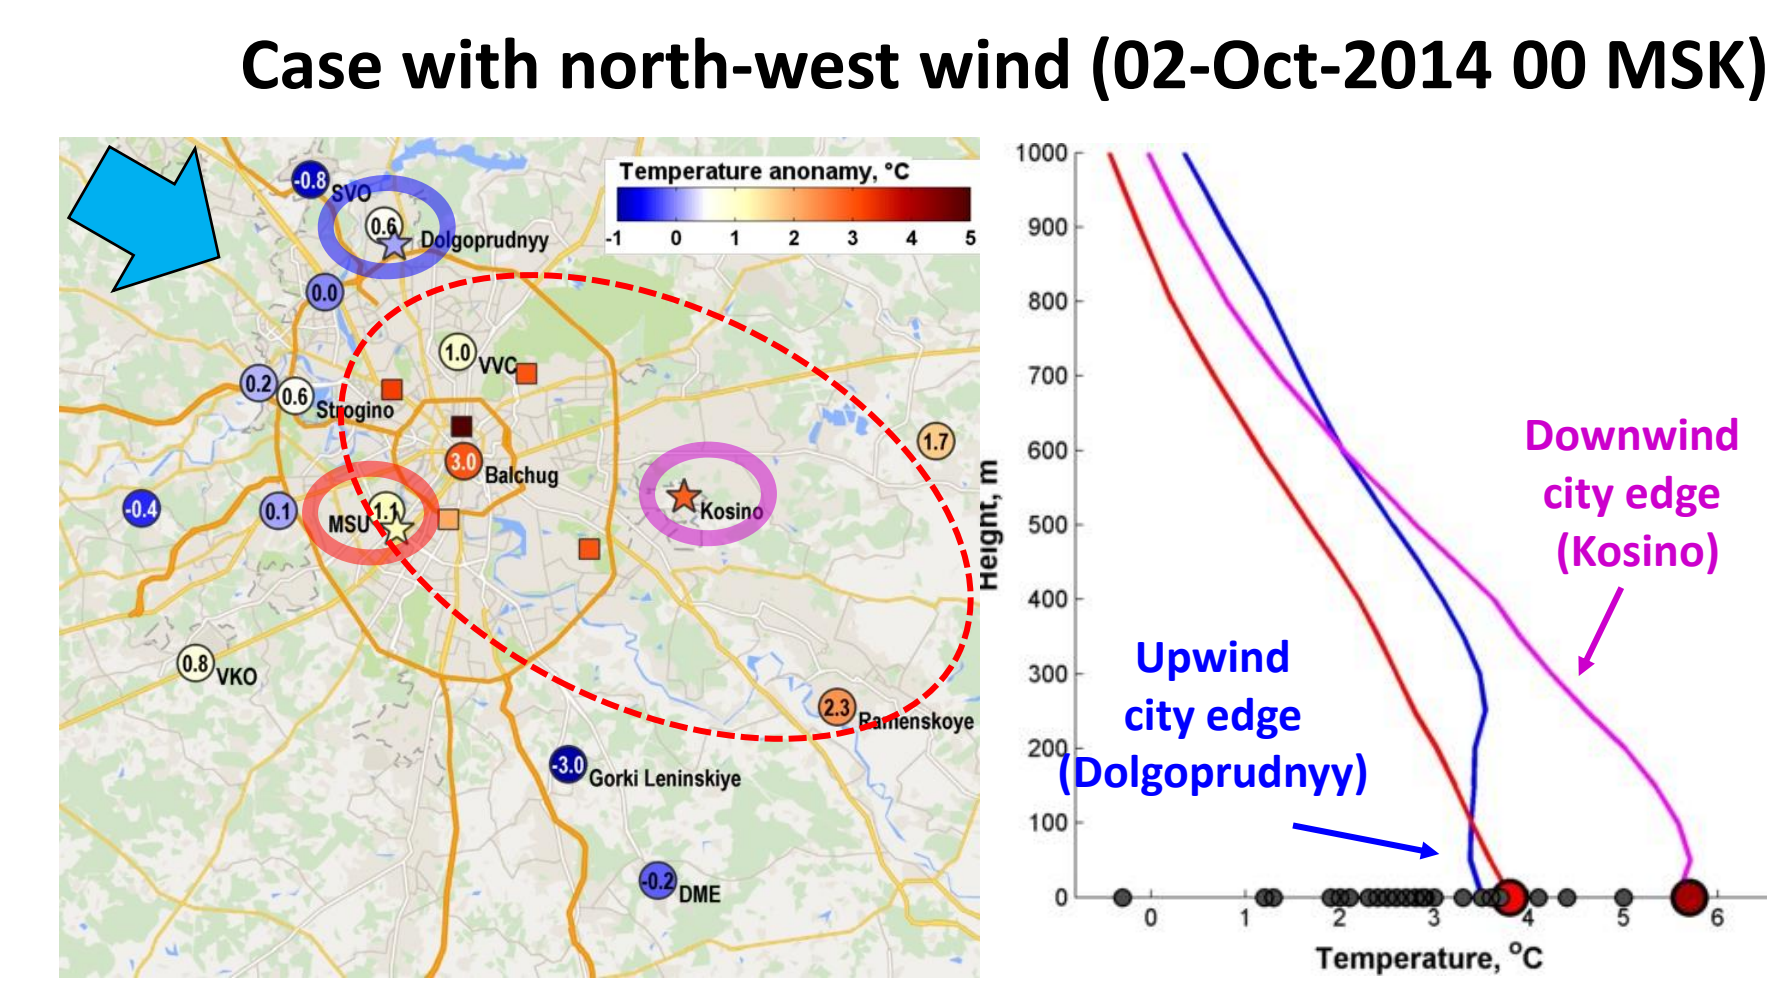 Case with north-west wind (02-Oct-2014 00 MSK)
Temperature anonamy, °C
-1 0 1 2 3 4 5
-0.8 SVO
0.6
Dolgoprudnyy
0.0
1.0 VVC
0.2
0.6
Strogino
1.7
3.0
Balchug
-0.4
0.1
MSU 1.1
Kosino
0.8 VKO
2.3
Ramenskoye
-3.0
Gorki Leninskiye
-0.2 DME
1000
900
800
700
600
500
400
300
200
100
0
Height, m
Downwind
city edge
(Kosino)
Upwind
city edge
(Dolgoprudnyy)
0 1 2 3 4 5 6
Temperature, °C